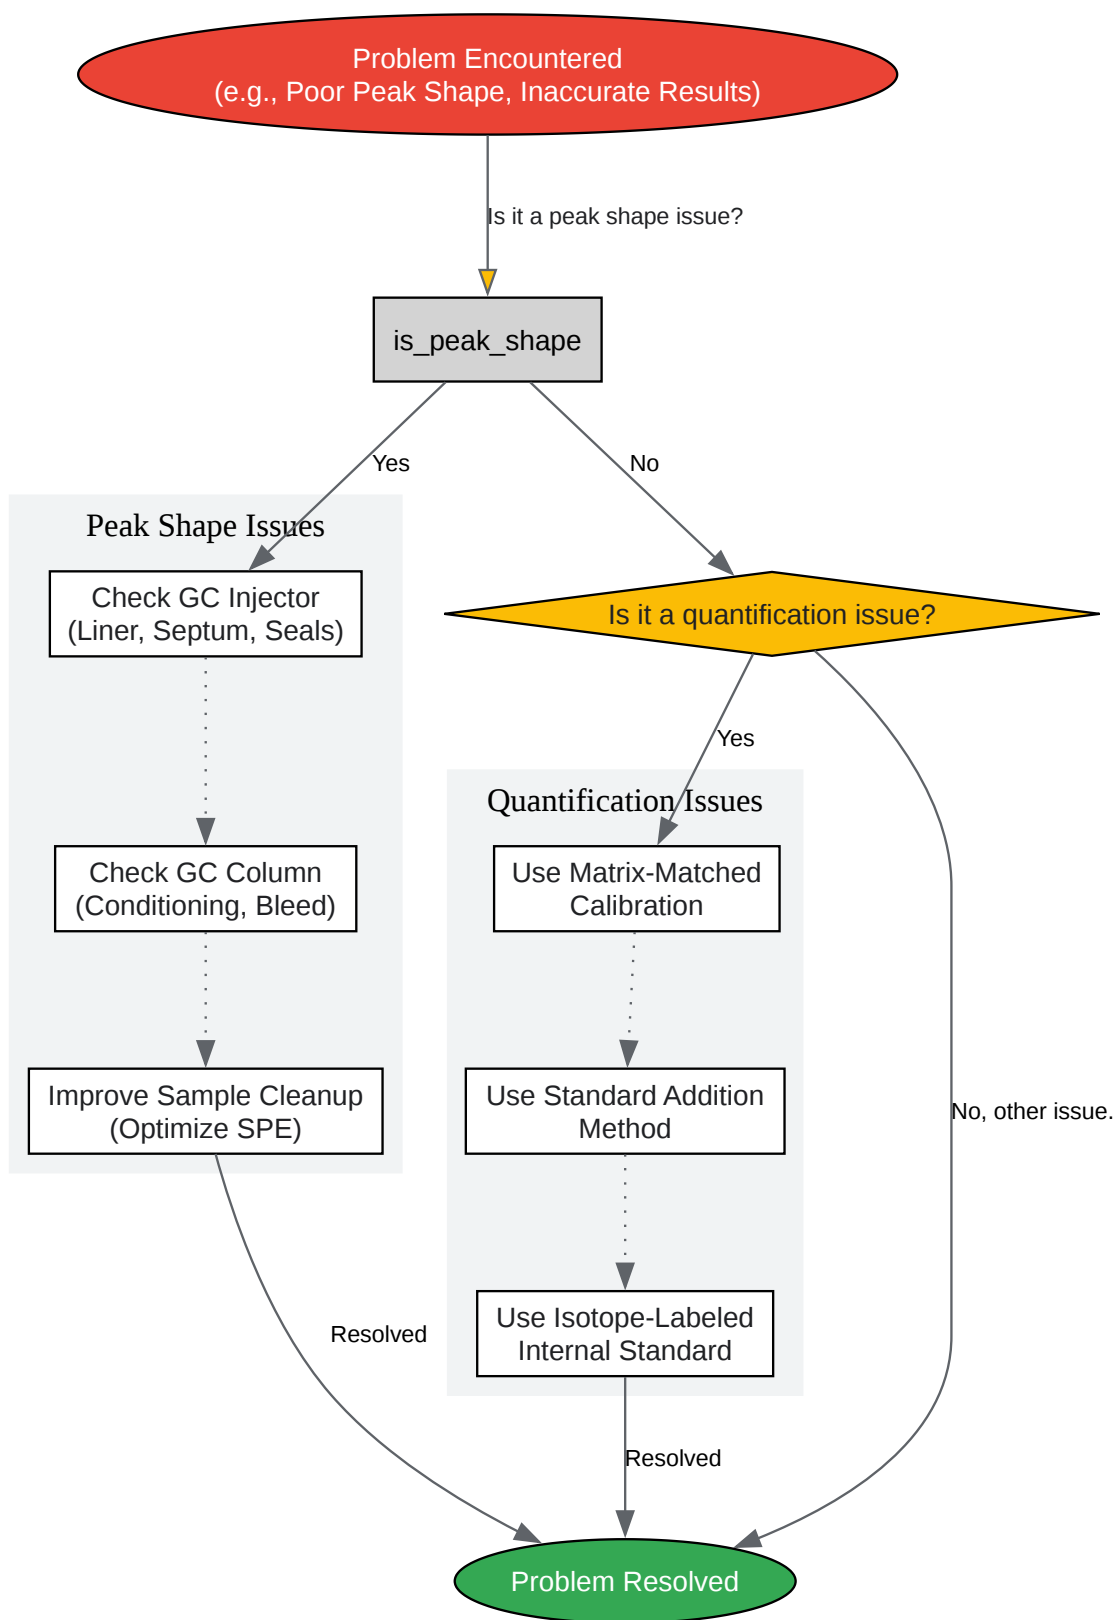 Problem Encountered
(e.g., Poor Peak Shape, Inaccurate Results)
Is it a peak shape issue?
is_peak_shape
Yes
No
Peak Shape Issues
Check GC Injector
(Liner, Septum, Seals)
Is it a quantification issue?
Yes
Quantification Issues
Check GC Column
(Conditioning, Bleed)
Use Matrix-Matched
Calibration
Improve Sample Cleanup
(Optimize SPE)
Use Standard Addition
Method
No, other issue.
Resolved
Use Isotope-Labeled
Internal Standard
Resolved
Problem Resolved